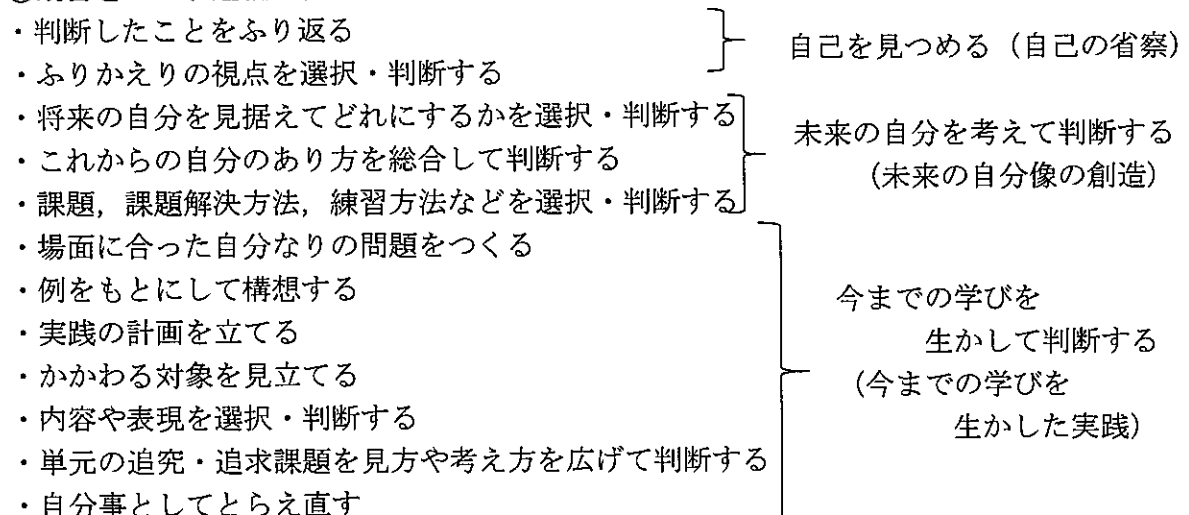 ・判断したことをふり返る
・ふりかえりの視点を選択・判断する
自己を見つめる（自己の省察）
・将来の自分を見据えてどれにするかを選択・判断する
・これからの自分のあり方を総合して判断する
・課題，課題解決方法，練習方法などを選択・判断する
未来の自分を考えて判断する
（未来の自分像の創造）
・場面に合った自分なりの問題をつくる
・例をもとにして構想する
・実践の計画を立てる
・かかわる対象を見立てる
・内容や表現を選択・判断する
・単元の追究・追求課題を見方や考え方を広げて判断する
・自分事としてとらえ直す
今までの学びを
生かして判断する
（今までの学びを
生かした実践）